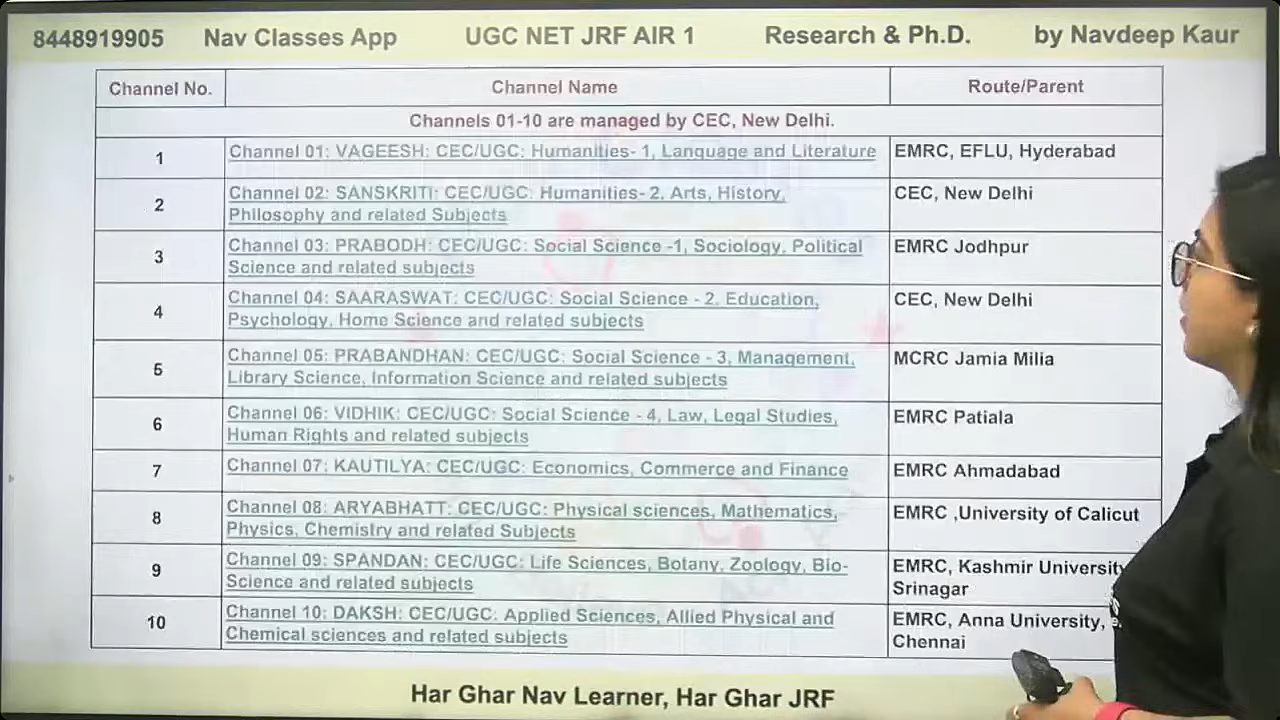 8448919905 Nav Classes App UGC NET JRF AIR 1 Research & Ph.D. by Navdeep Kaur
Channel No. Channel Name Route/Parent
Channels 01-10 are managed by CEC, New Delhi.
1 Channel 01: VAGEESH: CEC/UGC: Humanities- 1, Language and Literature EMRC, EFLU, Hyderabad
2 Channel 02: SANSKRITI: CEC/UGC: Humanities- 2, Arts, History, CEC, New Delhi
Philosophy and related Subjects
3 Channel 03: PRABODH: CEC/UGC: Social Science -1, Sociology, Political EMRC Jodhpur
Science and related subjects
4 Channel 04: SAARASWAT: CEC/UGC: Social Science - 2, Education, CEC, New Delhi
Psychology, Home Science and related subjects
5 Channel 05: PRABANDHAN: CEC/UGC: Social Science - 3, Management, MCRC Jamia Milia
Library Science, Information Science and related subjects
6 Channel 06: VIDHIK: CEC/UGC: Social Science - 4, Law, Legal Studies, EMRC Patiala
Human Rights and related subjects
7 Channel 07: KAUTILYA: CEC/UGC: Economics, Commerce and Finance EMRC Ahmadabad
8 Channel 08: ARYABHATT: CEC/UGC: Physical sciences, Mathematics, EMRC ,University of Calicut
Physics, Chemistry and related Subjects
9 Channel 09: SPANDAN: CEC/UGC: Life Sciences, Botany, Zoology, Bio- EMRC, Kashmir University
Science and related subjects Srinagar
10 Channel 10: DAKSH: CEC/UGC: Applied Sciences, Allied Physical and EMRC, Anna University,
Chemical sciences and related subjects Chennai
Har Ghar Nav Learner, Har Ghar JRF